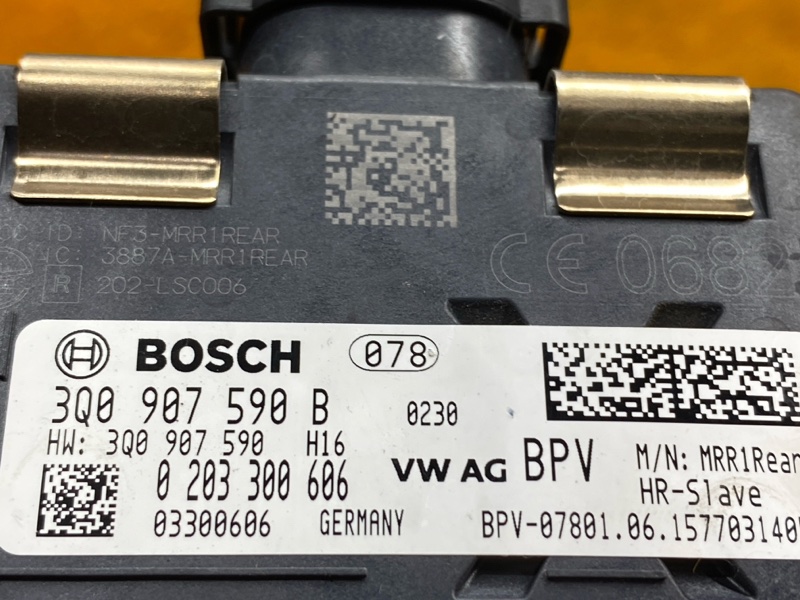 ID: NF3-MRR1REAR
IC: 3887A-MRR1REAR
R 202-LSC006
CE 0682
BOSCH 078
3Q0 907 590 B 0230
HW: 3Q0 907 590 H16
VW AG BPV M/N: MRR1Rear
0 203 300 606 HR-Slave
03300606 GERMANY BPV-07801.06.157703140